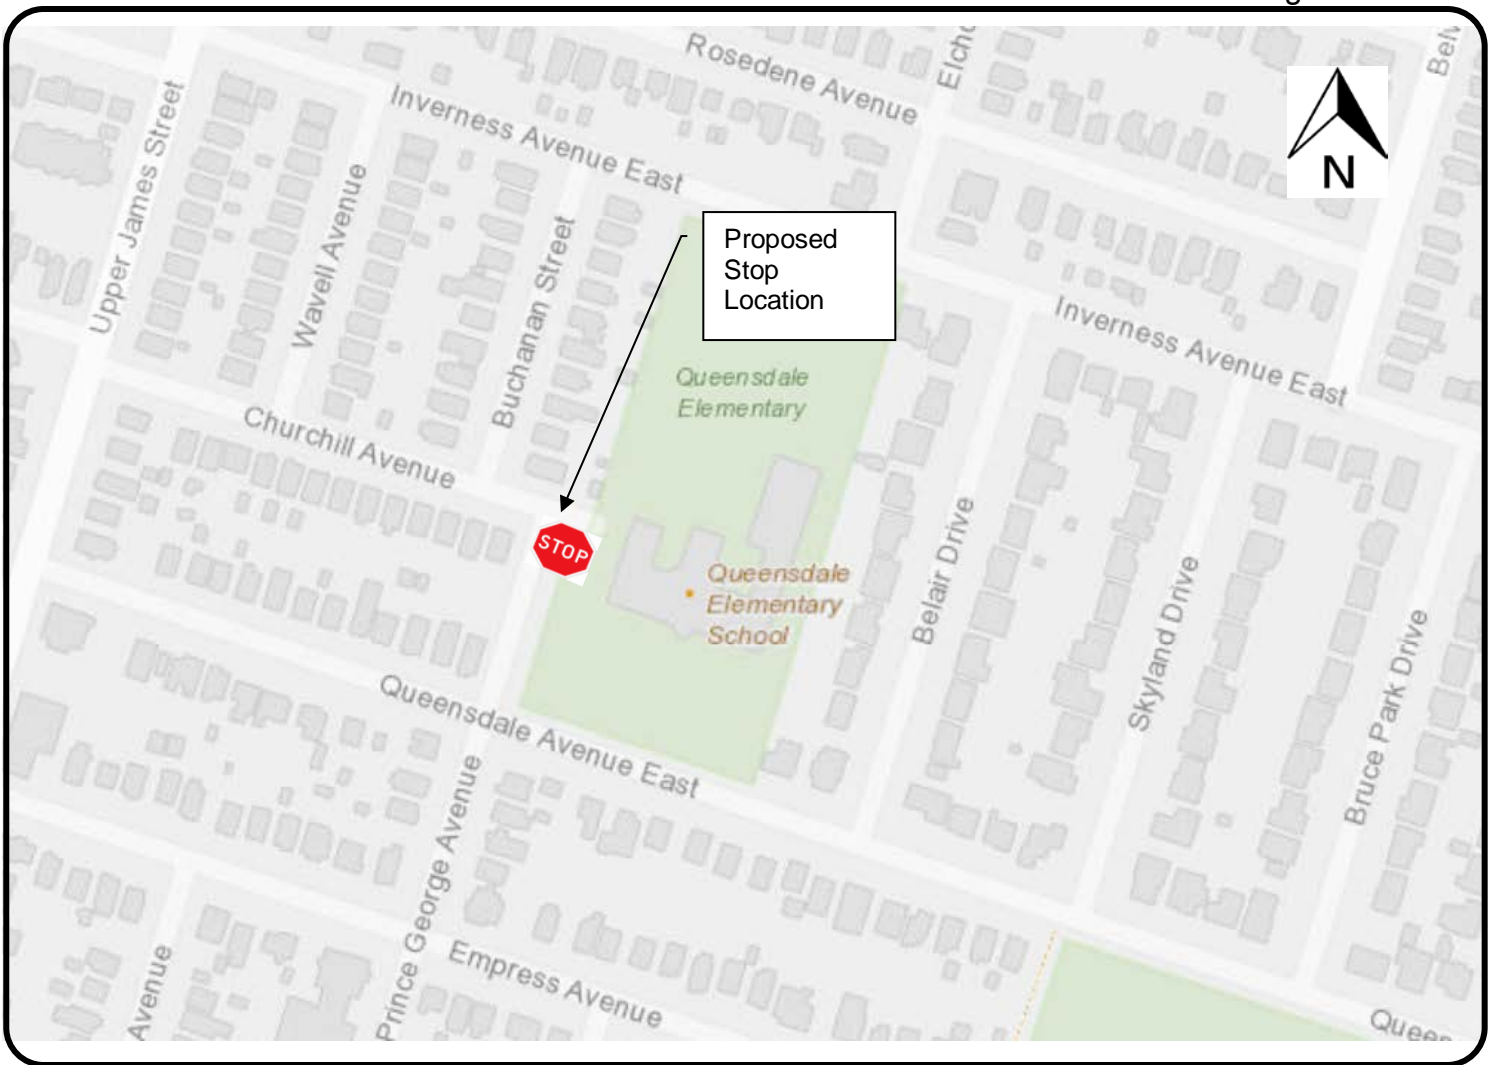 Rosedene Avenue
Inverness Avenue East
Upper James Street
Wavell Avenue
Buchanan Street
N
Proposed
Stop
Location
Inverness Avenue East
Queensdale
Elementary
Churchill Avenue
STOP
Queensdale
Elementary
School
Belair Drive
Skyland Drive
Bruce Park Drive
Queensdale Avenue East
Prince George Avenue
Empress Avenue
Avenue